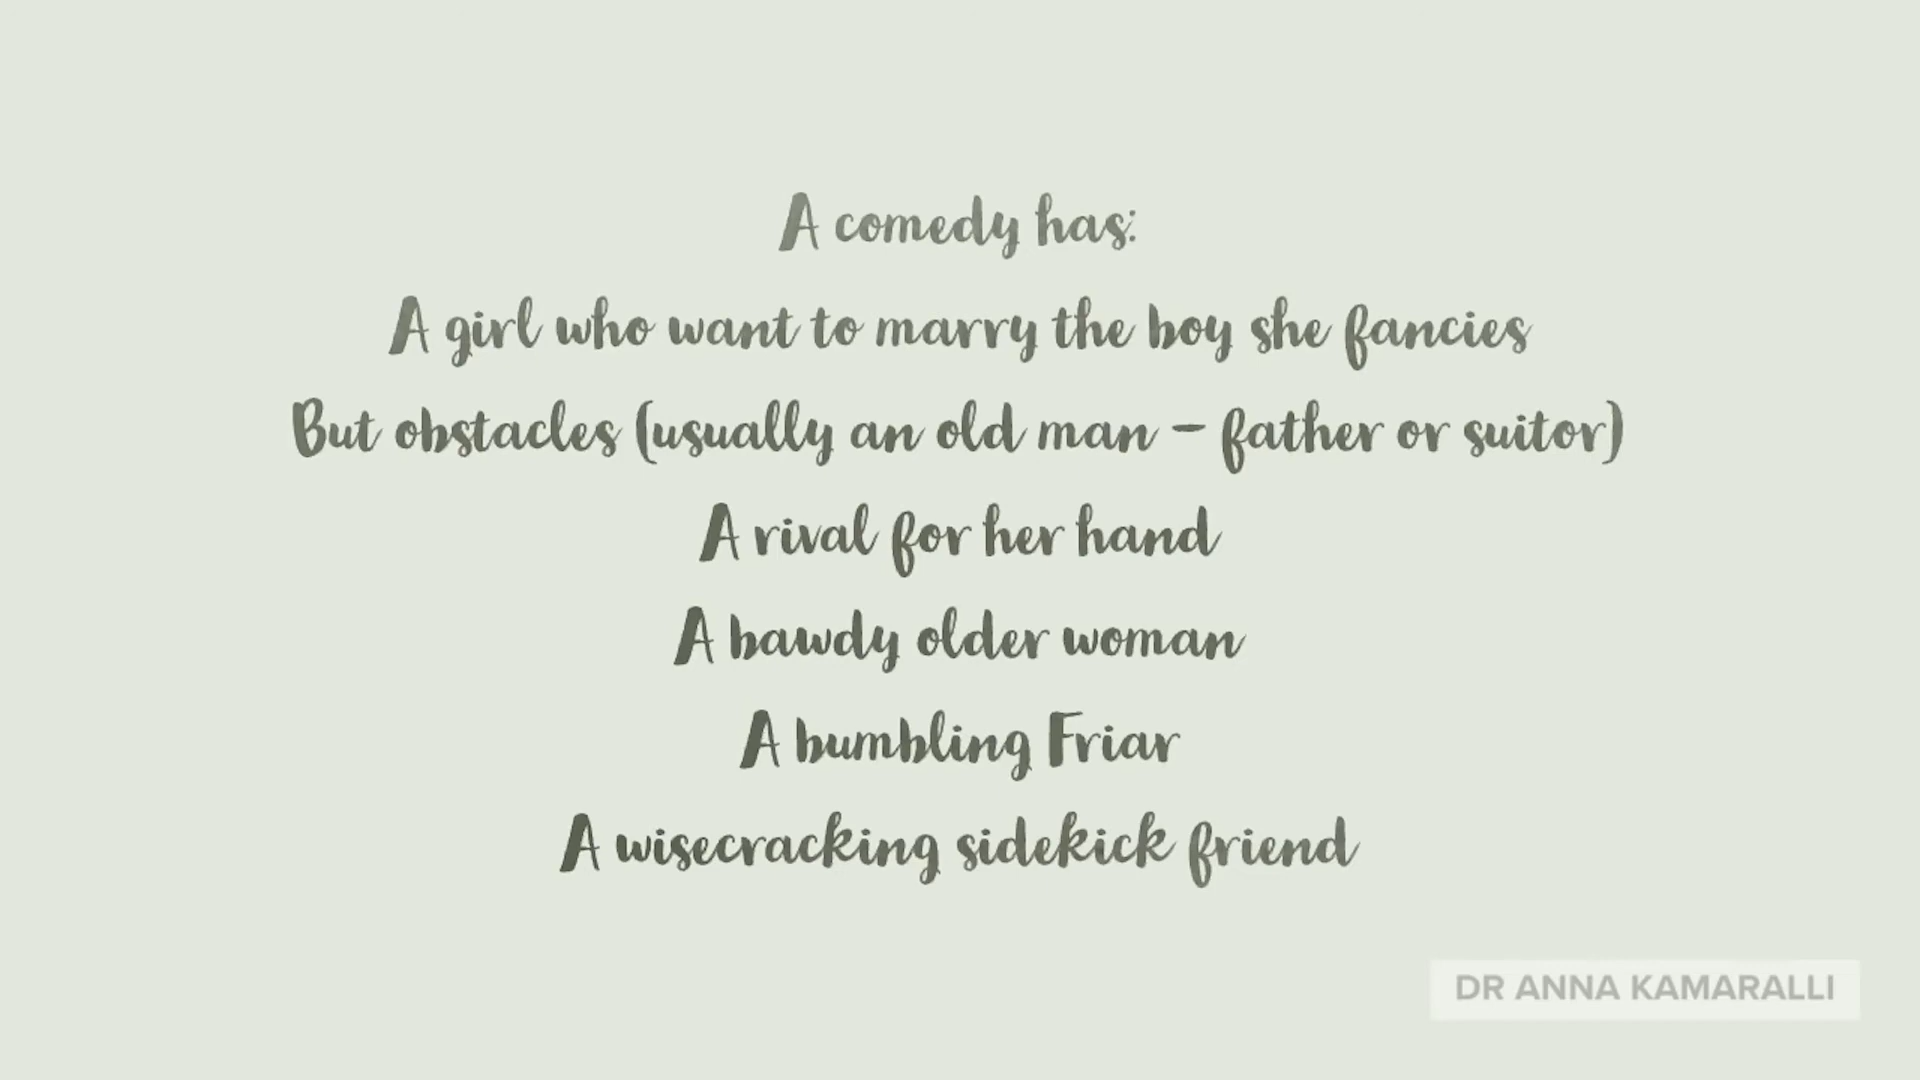 A comedy has:
A girl who want to marry the boy she fancies
But obstacles (usually an old man – father or suitor)
A rival for her hand
A bawdy older woman
A bumbling Friar
A wisecracking sidekick friend
DR ANNA KAMARALLI